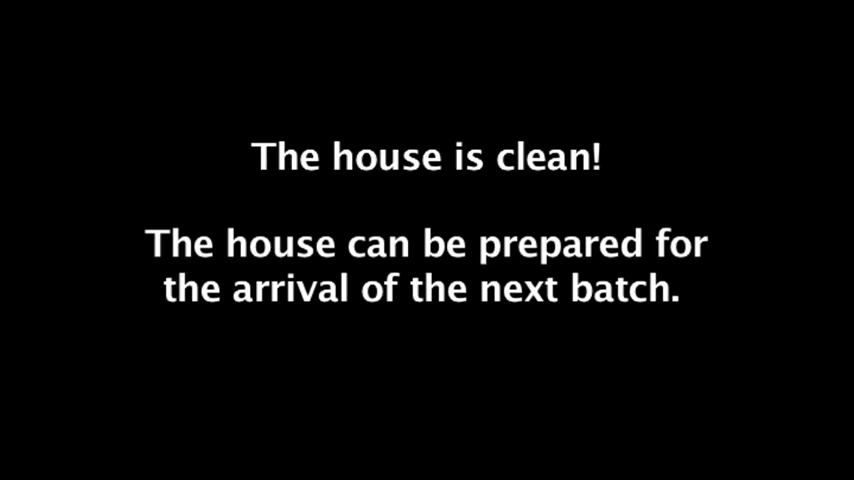 The house is clean!
The house can be prepared for
the arrival of the next batch.